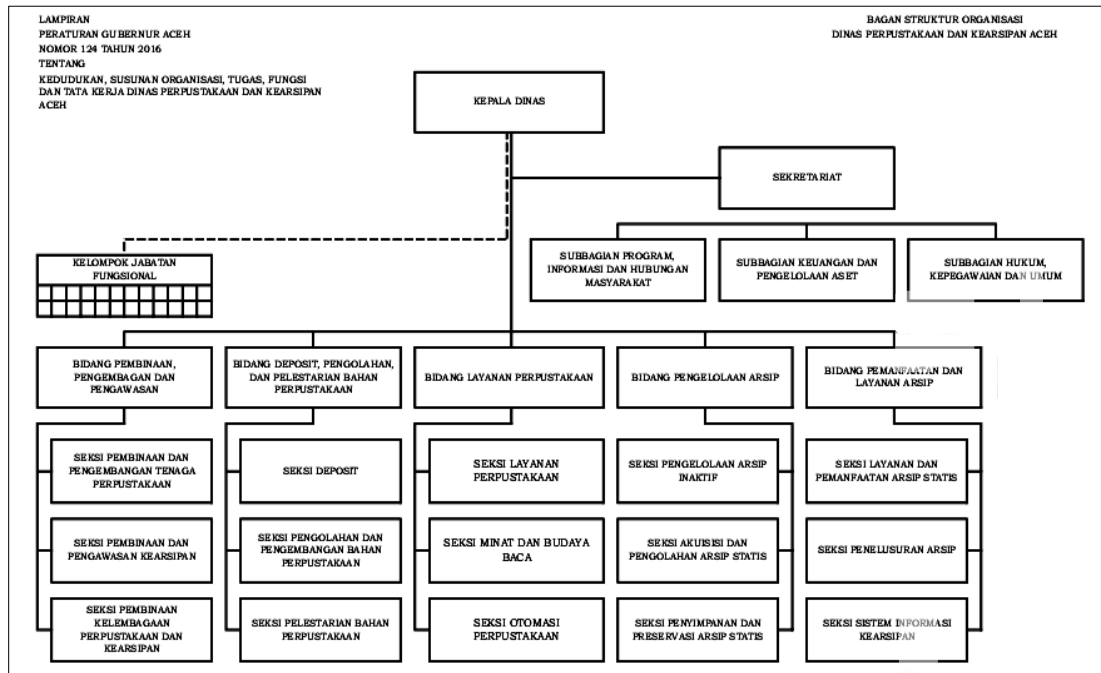 LAMPIRAN
PERATURAN GUBERNUR ACEH
NOMOR 124 TAHUN 2016
TENTANG
KEDUDUKAN, SUSUNAN ORGANISASI, TUGAS, FUNGSI
DAN TATA KERJA DINAS PERPUSTAKAAN DAN KEARSIPAN
ACEH
BAGAN STRUKTUR ORGANISASI
DINAS PERPUSTAKAAN DAN KEARSIPAN ACEH
KEPALA DINAS
SEKRETARIAT
KELOMPOK JABATAN
FUNGSIONAL
SUBBAGIAN PROGRAM,
INFORMASI DAN HUBUNGAN
MASYARAKAT
SUBBAGIAN KEUANGAN DAN
PENGELOLAAN ASET
SUBBAGIAN HUKUM,
KEPEGAWAIAN DAN UMUM
BIDANG PEMBINAAN,
PENGEMBAGAN DAN
PENGAWASAN
BIDANG DEPOSIT, PENGOLAHAN,
DAN PELESTARIAN BAHAN
PERPUSTAKAAN
BIDANG LAYANAN PERPUSTAKAAN
BIDANG PENGELOLAAN ARSIP
BIDANG PEMANFAATAN DAN
LAYANAN ARSIP
SEKSI PEMBINAAN DAN
PENGEMBANGAN TENAGA
PERPUSTAKAAN
SEKSI DEPOSIT
SEKSI LAYANAN
PERPUSTAKAAN
SEKSI PENGELOLAAN ARSIP
INAKTIF
SEKSI LAYANAN DAN
PEMANFAATAN ARSIP STATIS
SEKSI PEMBINAAN DAN
PENGAWASAN KEARSIPAN
SEKSI PENGOLAHAN DAN
PENGEMBANGAN BAHAN
PERPUSTAKAAN
SEKSI MINAT DAN BUDAYA
BACA
SEKSI AKUISISI DAN
PENGOLAHAN ARSIP STATIS
SEKSI PENELUSURAN ARSIP
SEKSI PEMBINAAN
KELEMBAGAAN
PERPUSTAKAAN DAN
KEARSIPAN
SEKSI PELESTARIAN BAHAN
PERPUSTAKAAN
SEKSI OTOMASI
PERPUSTAKAAN
SEKSI PENYIMPANAN DAN
PRESERVASI ARSIP STATIS
SEKSI SISTEM INFORMASI
KEARSIPAN